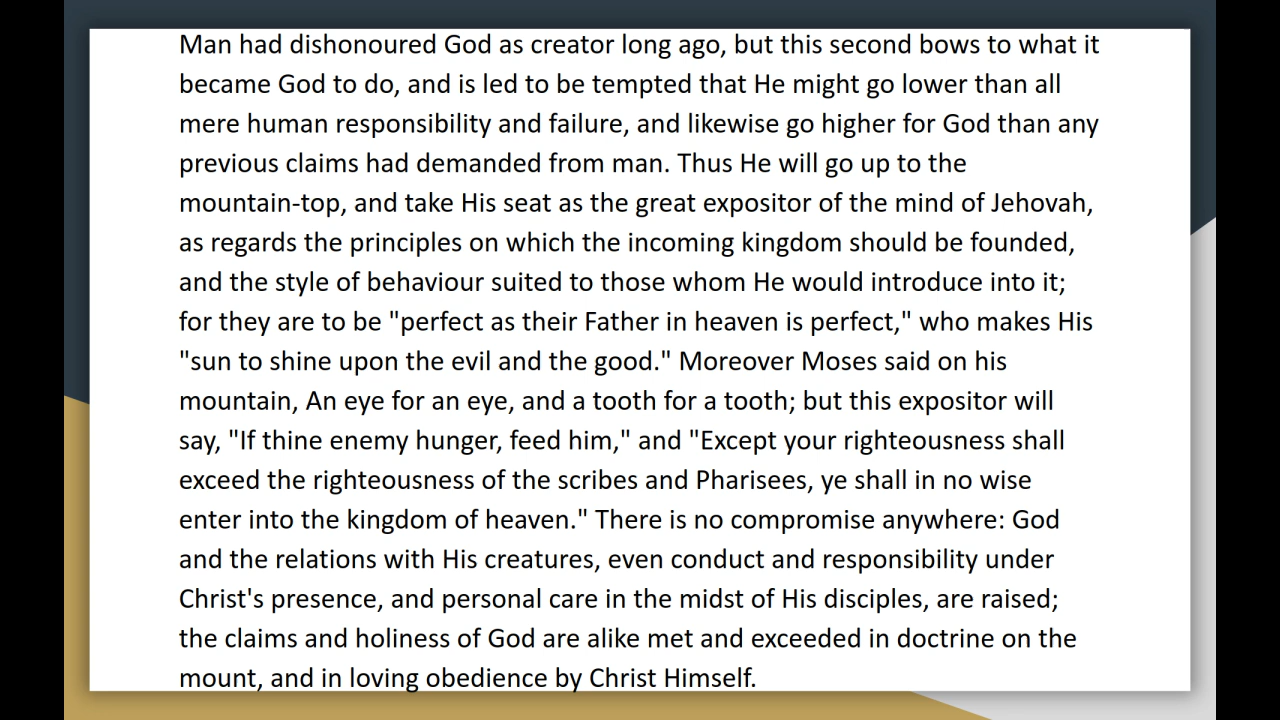 Man had dishonoured God as creator long ago, but this second bows to what it
became God to do, and is led to be tempted that He might go lower than all
mere human responsibility and failure, and likewise go higher for God than any
previous claims had demanded from man. Thus He will go up to the
mountain-top, and take His seat as the great expositor of the mind of Jehovah,
as regards the principles on which the incoming kingdom should be founded,
and the style of behaviour suited to those whom He would introduce into it;
for they are to be "perfect as their Father in heaven is perfect," who makes His
"sun to shine upon the evil and the good." Moreover Moses said on his
mountain, An eye for an eye, and a tooth for a tooth; but this expositor will
say, "If thine enemy hunger, feed him," and "Except your righteousness shall
exceed the righteousness of the scribes and Pharisees, ye shall in no wise
enter into the kingdom of heaven." There is no compromise anywhere: God
and the relations with His creatures, even conduct and responsibility under
Christ's presence, and personal care in the midst of His disciples, are raised;
the claims and holiness of God are alike met and exceeded in doctrine on the
mount, and in loving obedience by Christ Himself.